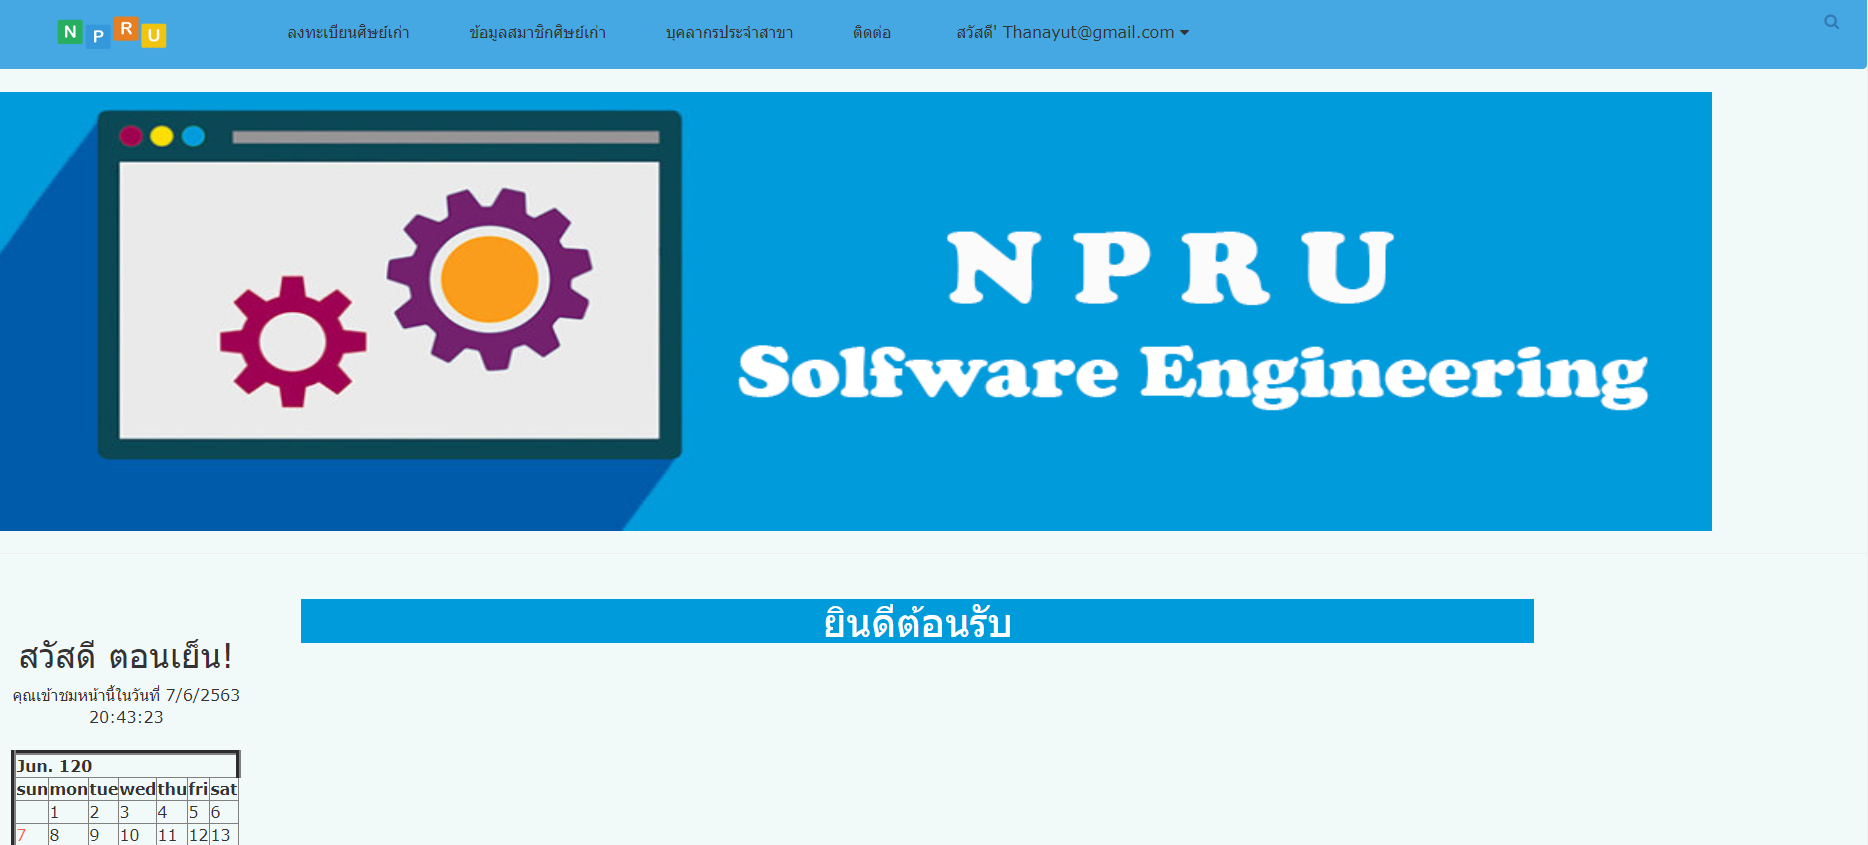 N P R U
ลงทะเบียนศิษย์เก่า ข้อมูลสมาชิกศิษย์เก่า บุคลากรประจำสาขา ติดต่อ สวัสดี' Thanayut@gmail.com
N P R U
Solfware Engineering
ยินดีต้อนรับ
สวัสดี ตอนเย็น!
คุณเข้าชมหน้านี้ในวันที่ 7/6/2563
20:43:23
Jun. 120
sun mon tue wed thu fri sat
1 2 3 4 5 6
7 8 9 10 11 12 13